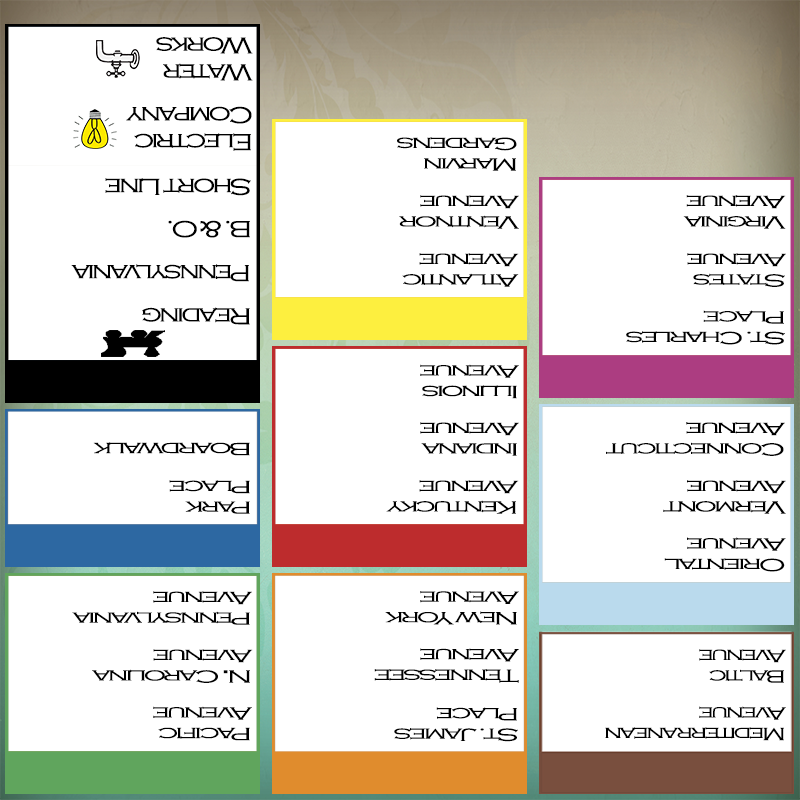 MEDITERRANEAN
AVENUE
BALTIC
AVENUE
ORIENTAL
AVENUE
VERMONT
AVENUE
CONNECTICUT
AVENUE
ST. CHARLES
PLACE
STATES
AVENUE
VIRGINIA
AVENUE
ST. JAMES
PLACE
TENNESSEE
AVENUE
NEW YORK
AVENUE
KENTUCKY
AVENUE
INDIANA
AVENUE
ILLINOIS
AVENUE
ATLANTIC
AVENUE
VENTNOR
AVENUE
MARVIN
GARDENS
PACIFIC
AVENUE
N. CAROLINA
AVENUE
PENNSYLVANIA
AVENUE
PARK
PLACE
BOARDWALK
READING
PENNSYLVANIA
B. & O.
SHORT LINE
ELECTRIC
COMPANY
WATER
WORKS